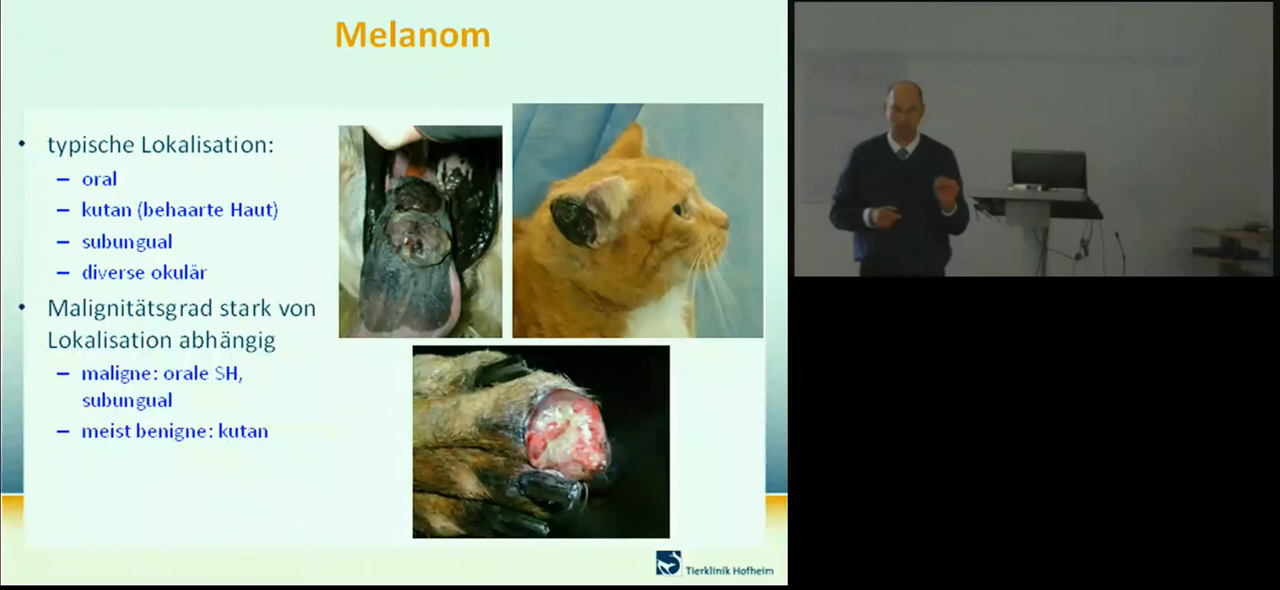 Melanom
• typische Lokalisation:
– oral
– kutan (behaarte Haut)
– subungual
– diverse okulär
• Malignitätsgrad stark von
Lokalisation abhängig
– maligne: orale SH,
subungual
– meist benigne: kutan
Tierklinik Hofheim